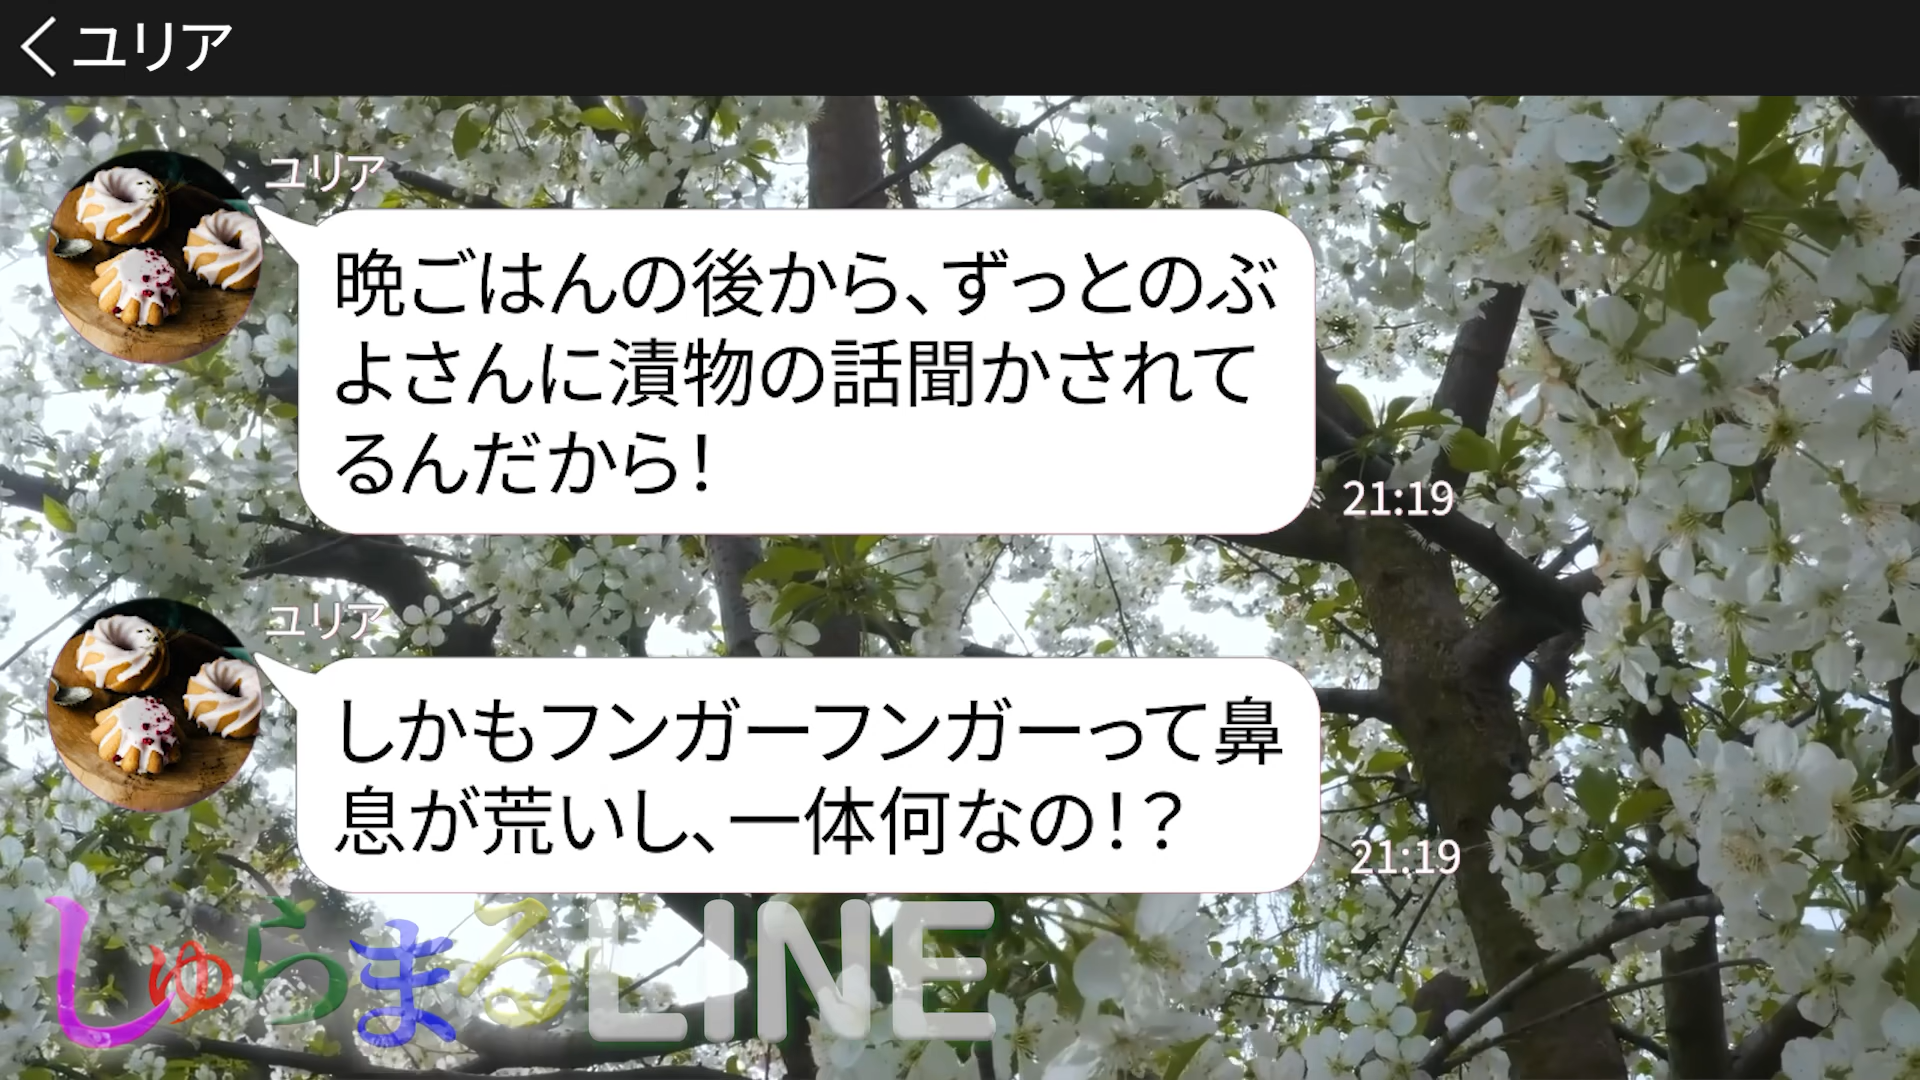 ユリア
ユリア
晩ごはんの後から、ずっとのぶ
よさんに漬物の話聞かされて
るんだから!
21:19
ユリア
しかもフンガーフンガーって鼻
息が荒いし、一体何なの!?
21:19
しゅらまるLINE